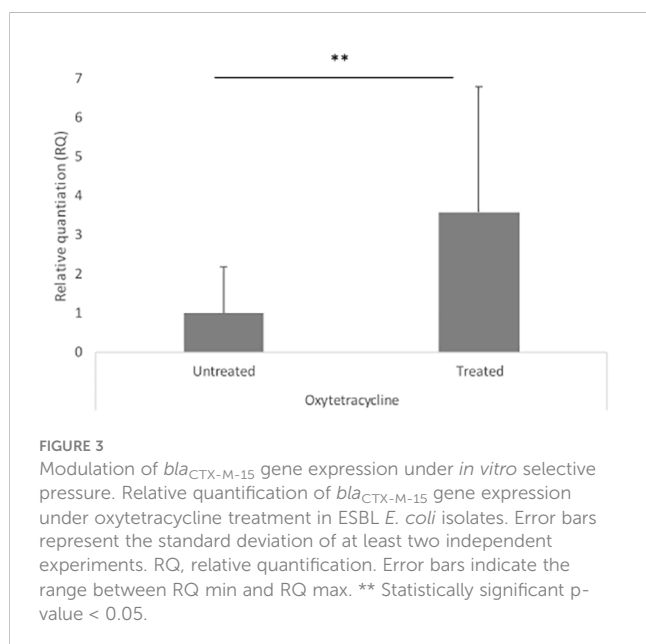 **
7
6
5
4
3
2
1
0
Relative quantiation (RQ)
Untreated Treated
Oxytetracycline
FIGURE 3
Modulation of blaCTX-M-15 gene expression under in vitro selective
pressure. Relative quantification of blaCTX-M-15 gene expression
under oxytetracycline treatment in ESBL E. coli isolates. Error bars
represent the standard deviation of at least two independent
experiments. RQ, relative quantification. Error bars indicate the
range between RQ min and RQ max. ** Statistically significant p-
value < 0.05.